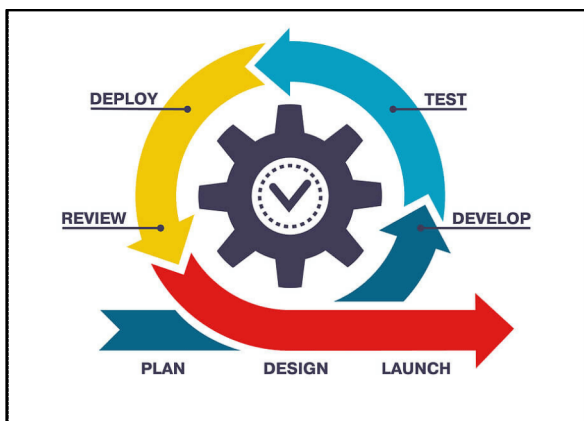 DEPLOY
TEST
REVIEW
DEVELOP
PLAN
DESIGN
LAUNCH